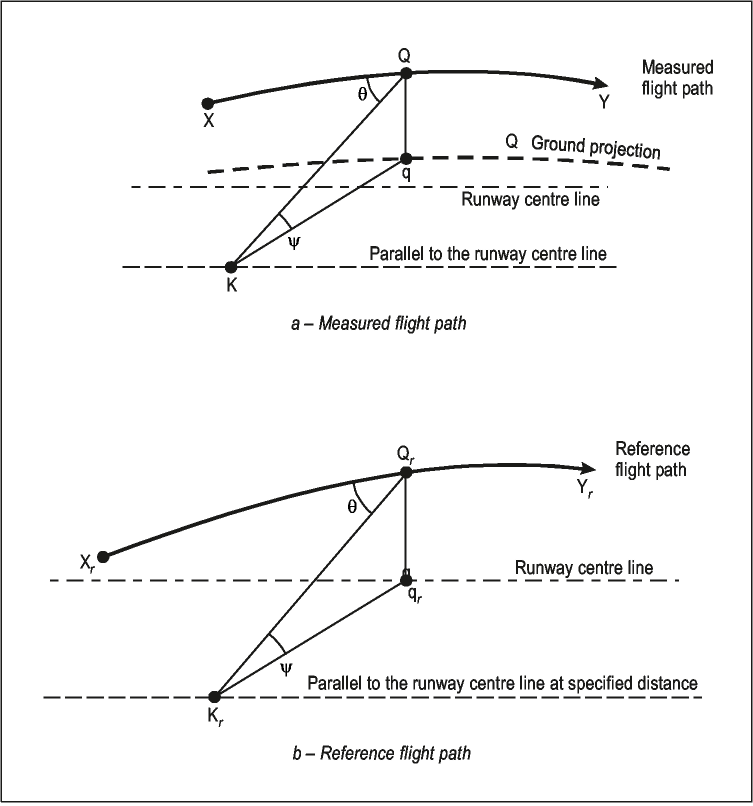 Q
Measured
flight path
θ
X
Y
Q Ground projection
q
Runway centre line
ψ
Parallel to the runway centre line
K
a – Measured flight path
Qr
Reference
flight path
θ
Yr
Xr
Runway centre line
q
qr
ψ
Parallel to the runway centre line at specified distance
Kr
b – Reference flight path